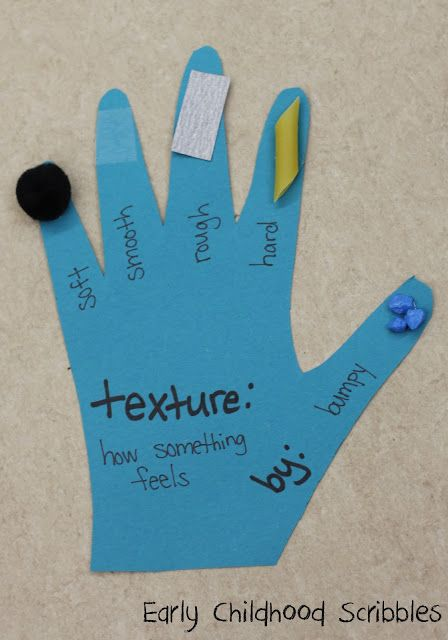 Early Childhood Scribbles
soft
smooth
rough
hard
bumpy
texture:
how something
feels
by: